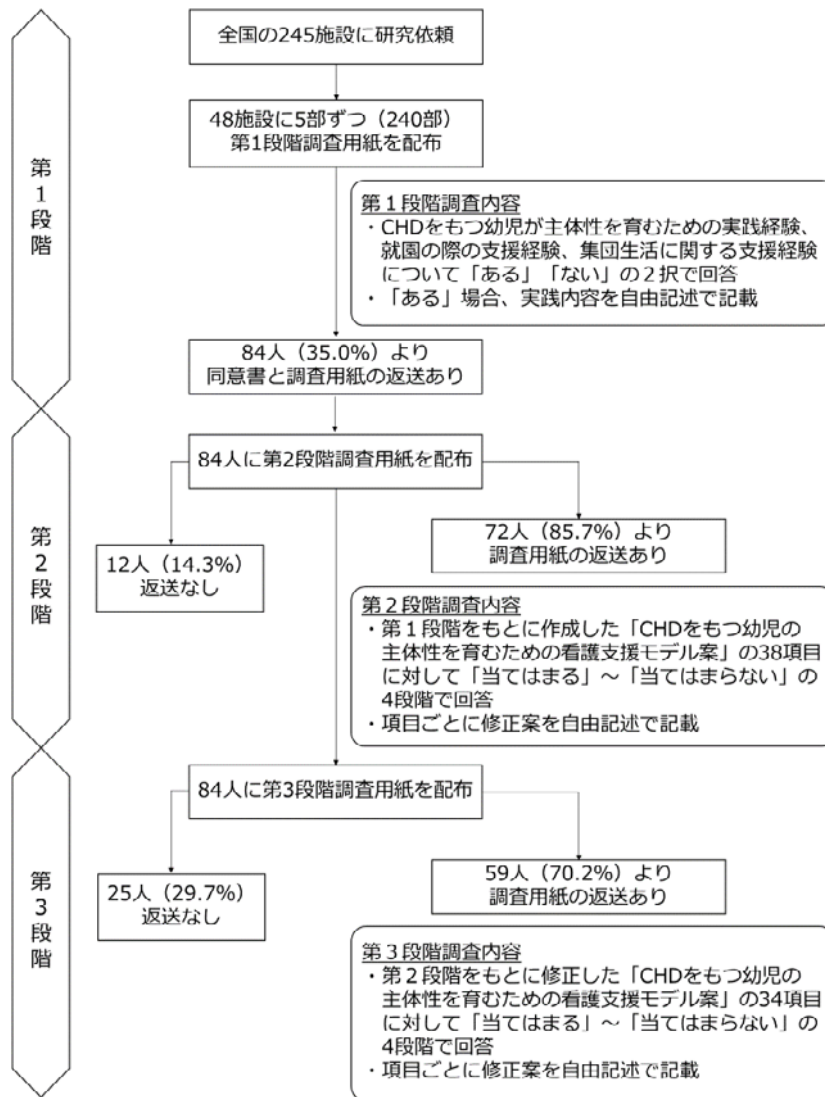 第1段階
全国の245施設に研究依頼
48施設に5部ずつ（240部）
第1段階調査用紙を配布
第１段階調査内容
・CHDをもつ幼児が主体性を育むための実践経験、
就園の際の支援経験、集団生活に関する支援経験
について「ある」「ない」の２択で回答
・「ある」場合、実践内容を自由記述で記載
84人（35.0%）より
同意書と調査用紙の返送あり
第2段階
84人に第2段階調査用紙を配布
12人（14.3%）
返送なし
72人（85.7%）より
調査用紙の返送あり
第２段階調査内容
・第１段階をもとに作成した「CHDをもつ幼児の
主体性を育むための看護支援モデル案」の38項目
に対して「当てはまる」～「当てはまらない」の
4段階で回答
・項目ごとに修正案を自由記述で記載
第3段階
84人に第3段階調査用紙を配布
25人（29.7%）
返送なし
59人（70.2%）より
調査用紙の返送あり
第３段階調査内容
・第２段階をもとに修正した「CHDをもつ幼児の
主体性を育むための看護支援モデル案」の34項目
に対して「当てはまる」～「当てはまらない」の
4段階で回答
・項目ごとに修正案を自由記述で記載